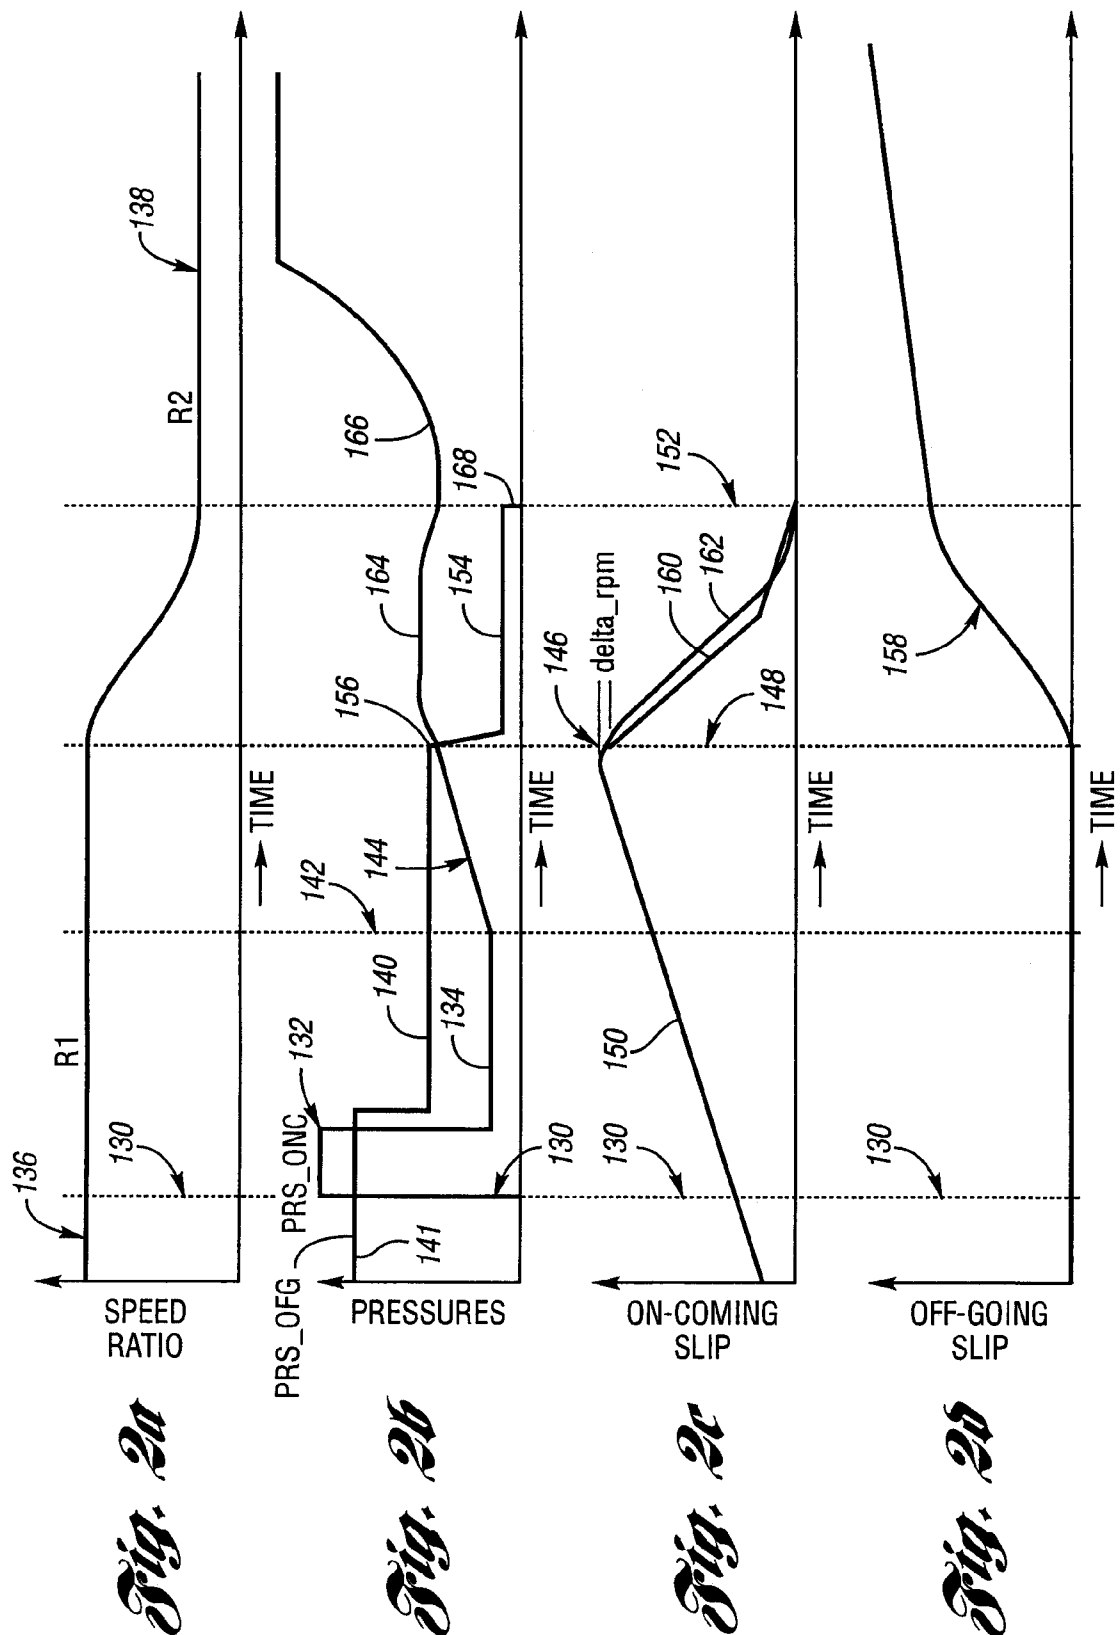 136
R1
130
R2
138
SPEED
RATIO
TIME
Fig. 2a
PRS_OFG
PRS_ONC
141
132
130
140
134
142
144
156
164
154
166
168
PRESSURES
TIME
Fig. 2b
130
150
146
delta_rpm
148
160
162
152
ON-COMING
SLIP
TIME
Fig. 2c
130
158
OFF-GOING
SLIP
TIME
Fig. 2d